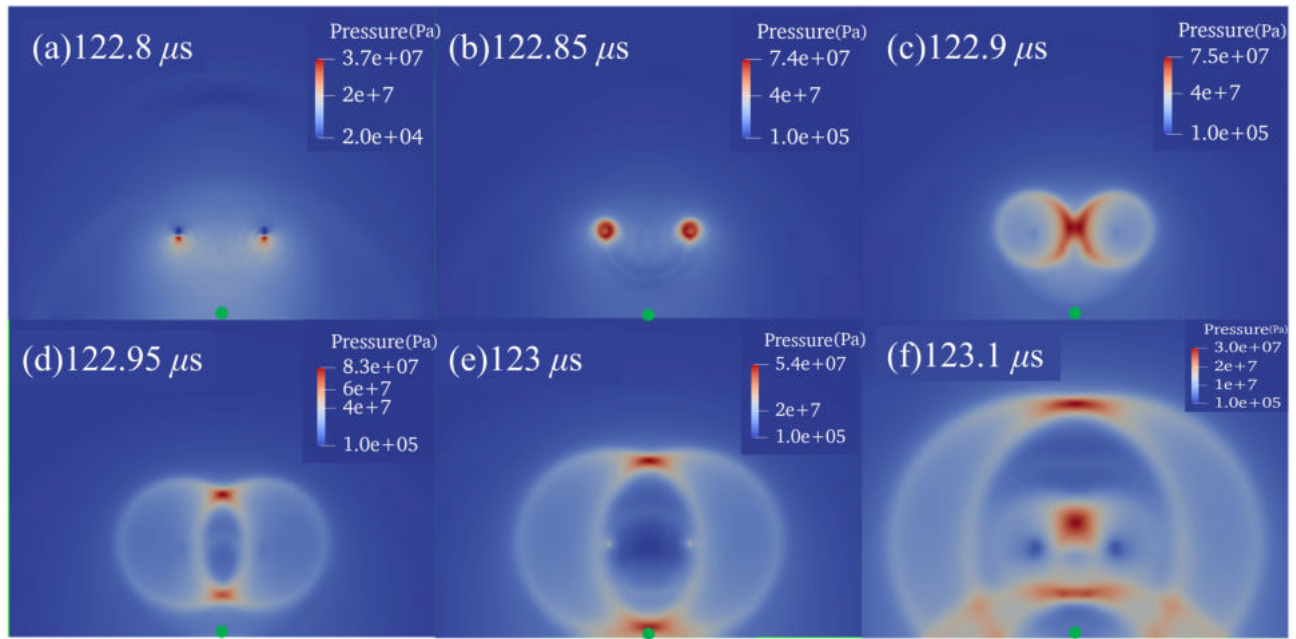 (a)122.8 μs
Pressure(Pa)
3.7e+07
2e+7
2.0e+04
(b)122.85 μs
Pressure(Pa)
7.4e+07
4e+7
1.0e+05
(c)122.9 μs
Pressure(Pa)
7.5e+07
4e+7
1.0e+05
(d)122.95 μs
Pressure(Pa)
8.3e+07
6e+7
4e+7
1.0e+05
(e)123 μs
Pressure(Pa)
5.4e+07
2e+7
1.0e+05
(f)123.1 μs
Pressure(Pa)
3.0e+07
2e+7
1e+7
1.0e+05